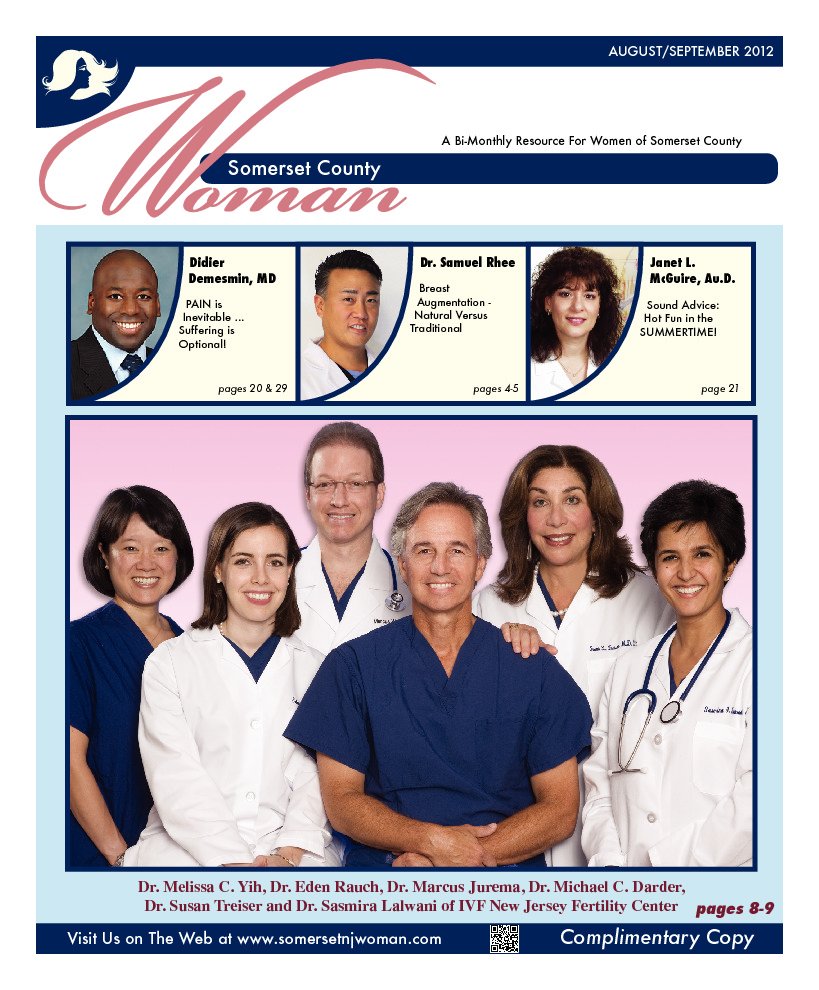 AUGUST/SEPTEMBER 2012
A Bi-Monthly Resource For Women of Somerset County
Somerset County
Woman
Didier
Demesmin, MD
PAIN is
Inevitable ...
Suffering is
Optional!
pages 20 & 29
Dr. Samuel Rhee
Breast
Augmentation -
Natural Versus
Traditional
pages 4-5
Janet L.
McGuire, Au.D.
Sound Advice:
Hot Fun in the
SUMMERTIME!
page 21
Dr. Melissa C. Yih, Dr. Eden Rauch, Dr. Marcus Jurema, Dr. Michael C. Darder,
Dr. Susan Treiser and Dr. Sasmira Lalwani of IVF New Jersey Fertility Center
pages 8-9
Visit Us on The Web at www.somersetnjwoman.com
Complimentary Copy